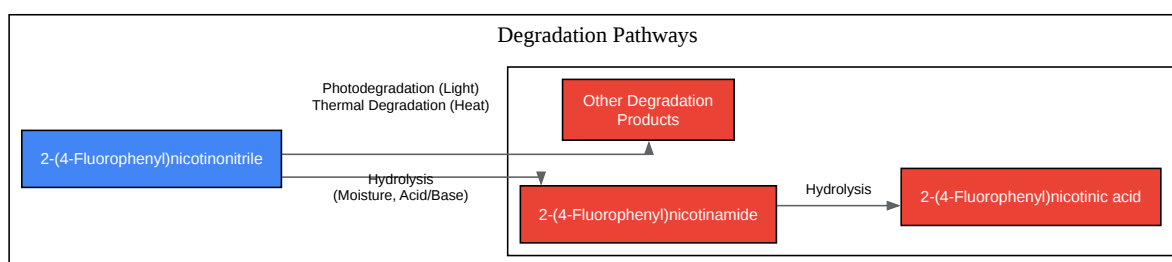 Degradation Pathways
Photodegradation (Light)
Thermal Degradation (Heat)
Other Degradation
Products
2-(4-Fluorophenyl)nicotinonitrile
Hydrolysis
(Moisture, Acid/Base)
2-(4-Fluorophenyl)nicotinamide
Hydrolysis
2-(4-Fluorophenyl)nicotinic acid